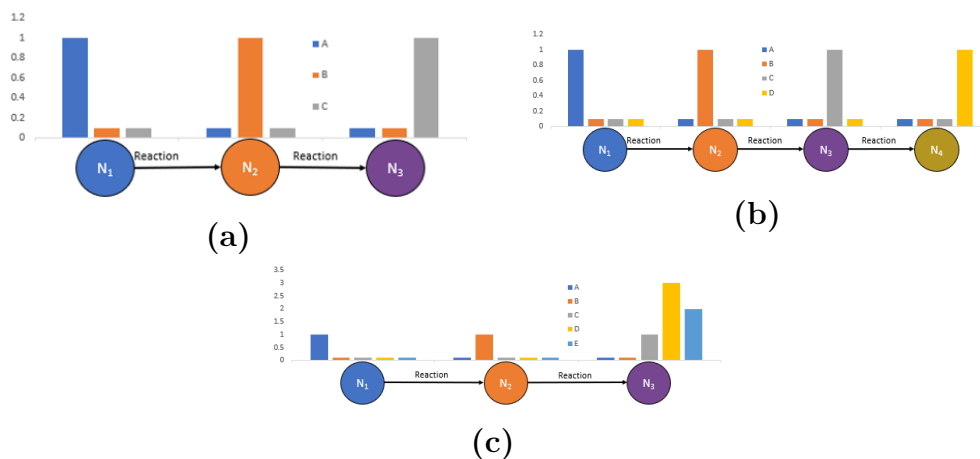 1.2
1
0.8
0.6
0.4
0.2
0
A
B
C
Reaction
Reaction
N₁
N₂
N₃
(a)
1.2
1
0.8
0.6
0.4
0.2
0
A
B
C
D
Reaction
Reaction
Reaction
N₁
N₂
N₃
N₄
(b)
3.5
3
2.5
2
1.5
1
0.5
0
A
B
C
D
E
Reaction
Reaction
N₁
N₂
N₃
(c)